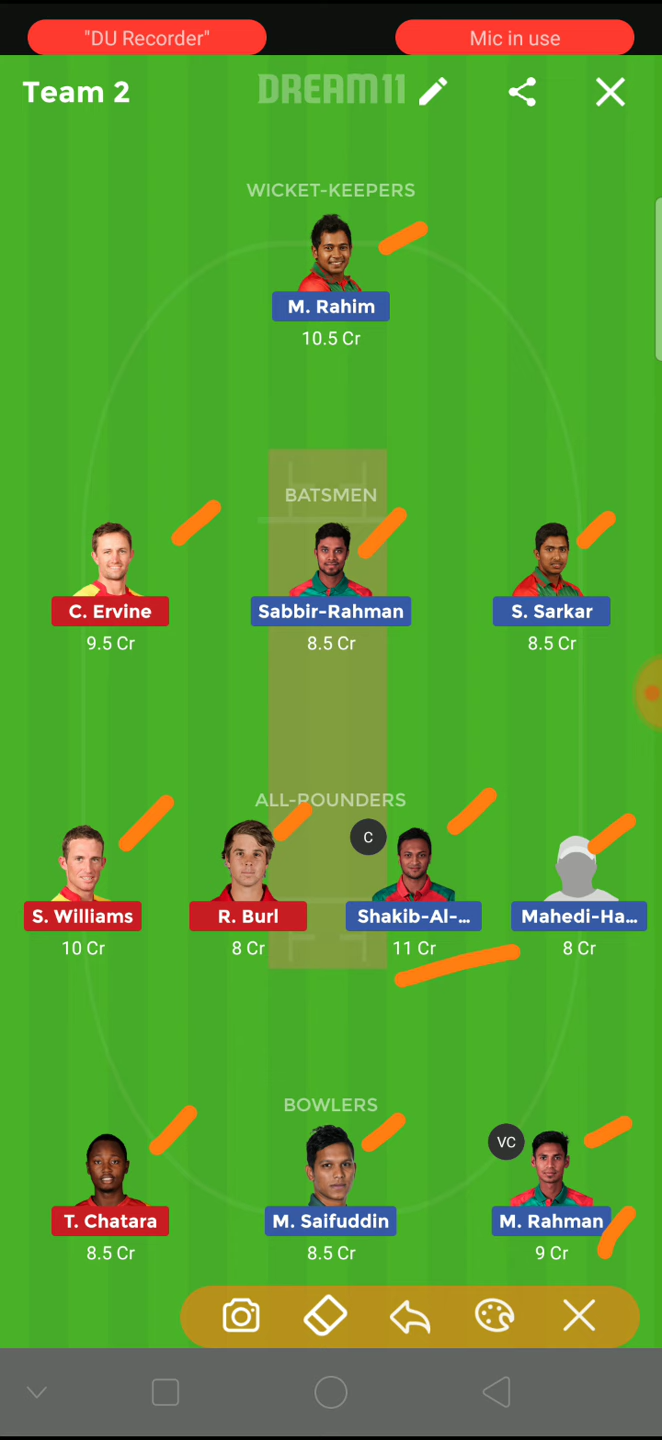 "DU Recorder" Mic in use
Team 2 DREAM11
WICKET-KEEPERS
M. Rahim
10.5 Cr
BATSMEN
C. Ervine Sabbir-Rahman S. Sarkar
9.5 Cr 8.5 Cr 8.5 Cr
ALL-POUNDERS
C
S. Williams R. Burl Shakib-Al-... Mahedi-Ha...
10 Cr 8 Cr 11 Cr 8 Cr
BOWLERS
VC
T. Chatara M. Saifuddin M. Rahman
8.5 Cr 8.5 Cr 9 Cr